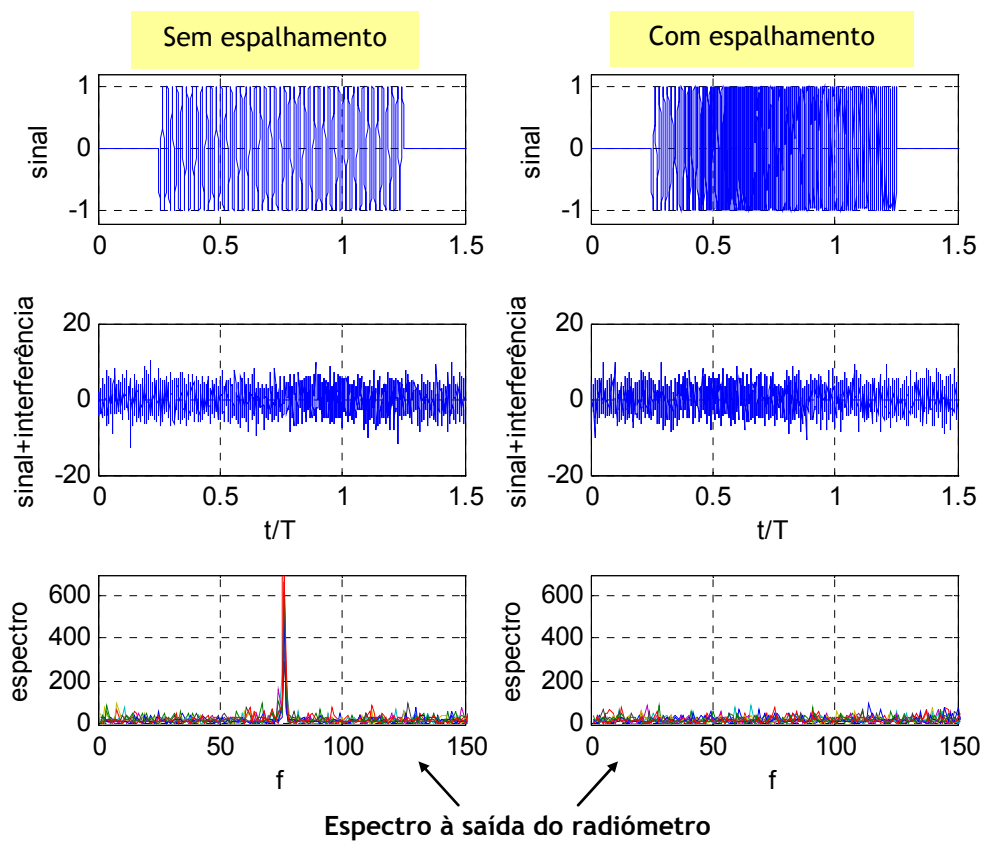 Sem espalhamento
Com espalhamento
sinal
1
0
-1
0 0.5 1 1.5
sinal
1
0
-1
0 0.5 1 1.5
sinal+interferência
20
0
-20
0 0.5 1 1.5
t/T
sinal+interferência
20
0
-20
0 0.5 1 1.5
t/T
espectro
600
400
200
0
0 50 100 150
f
espectro
600
400
200
0
0 50 100 150
f
Espectro à saída do radiómetro